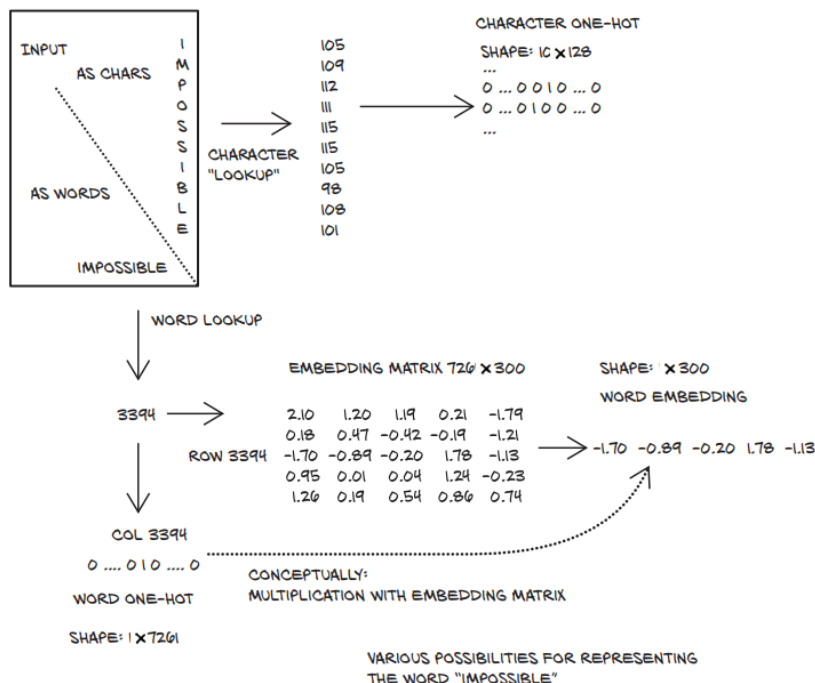 INPUT
AS CHARS
AS WORDS
IMPOSSIBLE
I
M
P
O
S
S
I
B
L
E
CHARACTER
"LOOKUP"
105
109
112
111
115
115
105
98
108
101
CHARACTER ONE-HOT
SHAPE: 10 × 128
...
0 ... 0 0 1 0 ... 0
0 ... 0 1 0 0 ... 0
...
WORD LOOKUP
3394
EMBEDDING MATRIX 7261 × 300
2.10 1.20 1.19 0.21 -1.79
0.18 0.47 -0.42 -0.19 -1.21
ROW 3394 -1.70 -0.89 -0.20 1.78 -1.13
0.95 0.01 0.04 1.24 -0.23
1.26 0.19 0.54 0.86 0.74
SHAPE: 1 × 300
WORD EMBEDDING
-1.70 -0.89 -0.20 1.78 -1.13
COL 3394
0 .... 0 1 0 .... 0
WORD ONE-HOT
SHAPE: 1 × 7261
CONCEPTUALLY:
MULTIPLICATION WITH EMBEDDING MATRIX
VARIOUS POSSIBILITIES FOR REPRESENTING
THE WORD "IMPOSSIBLE"